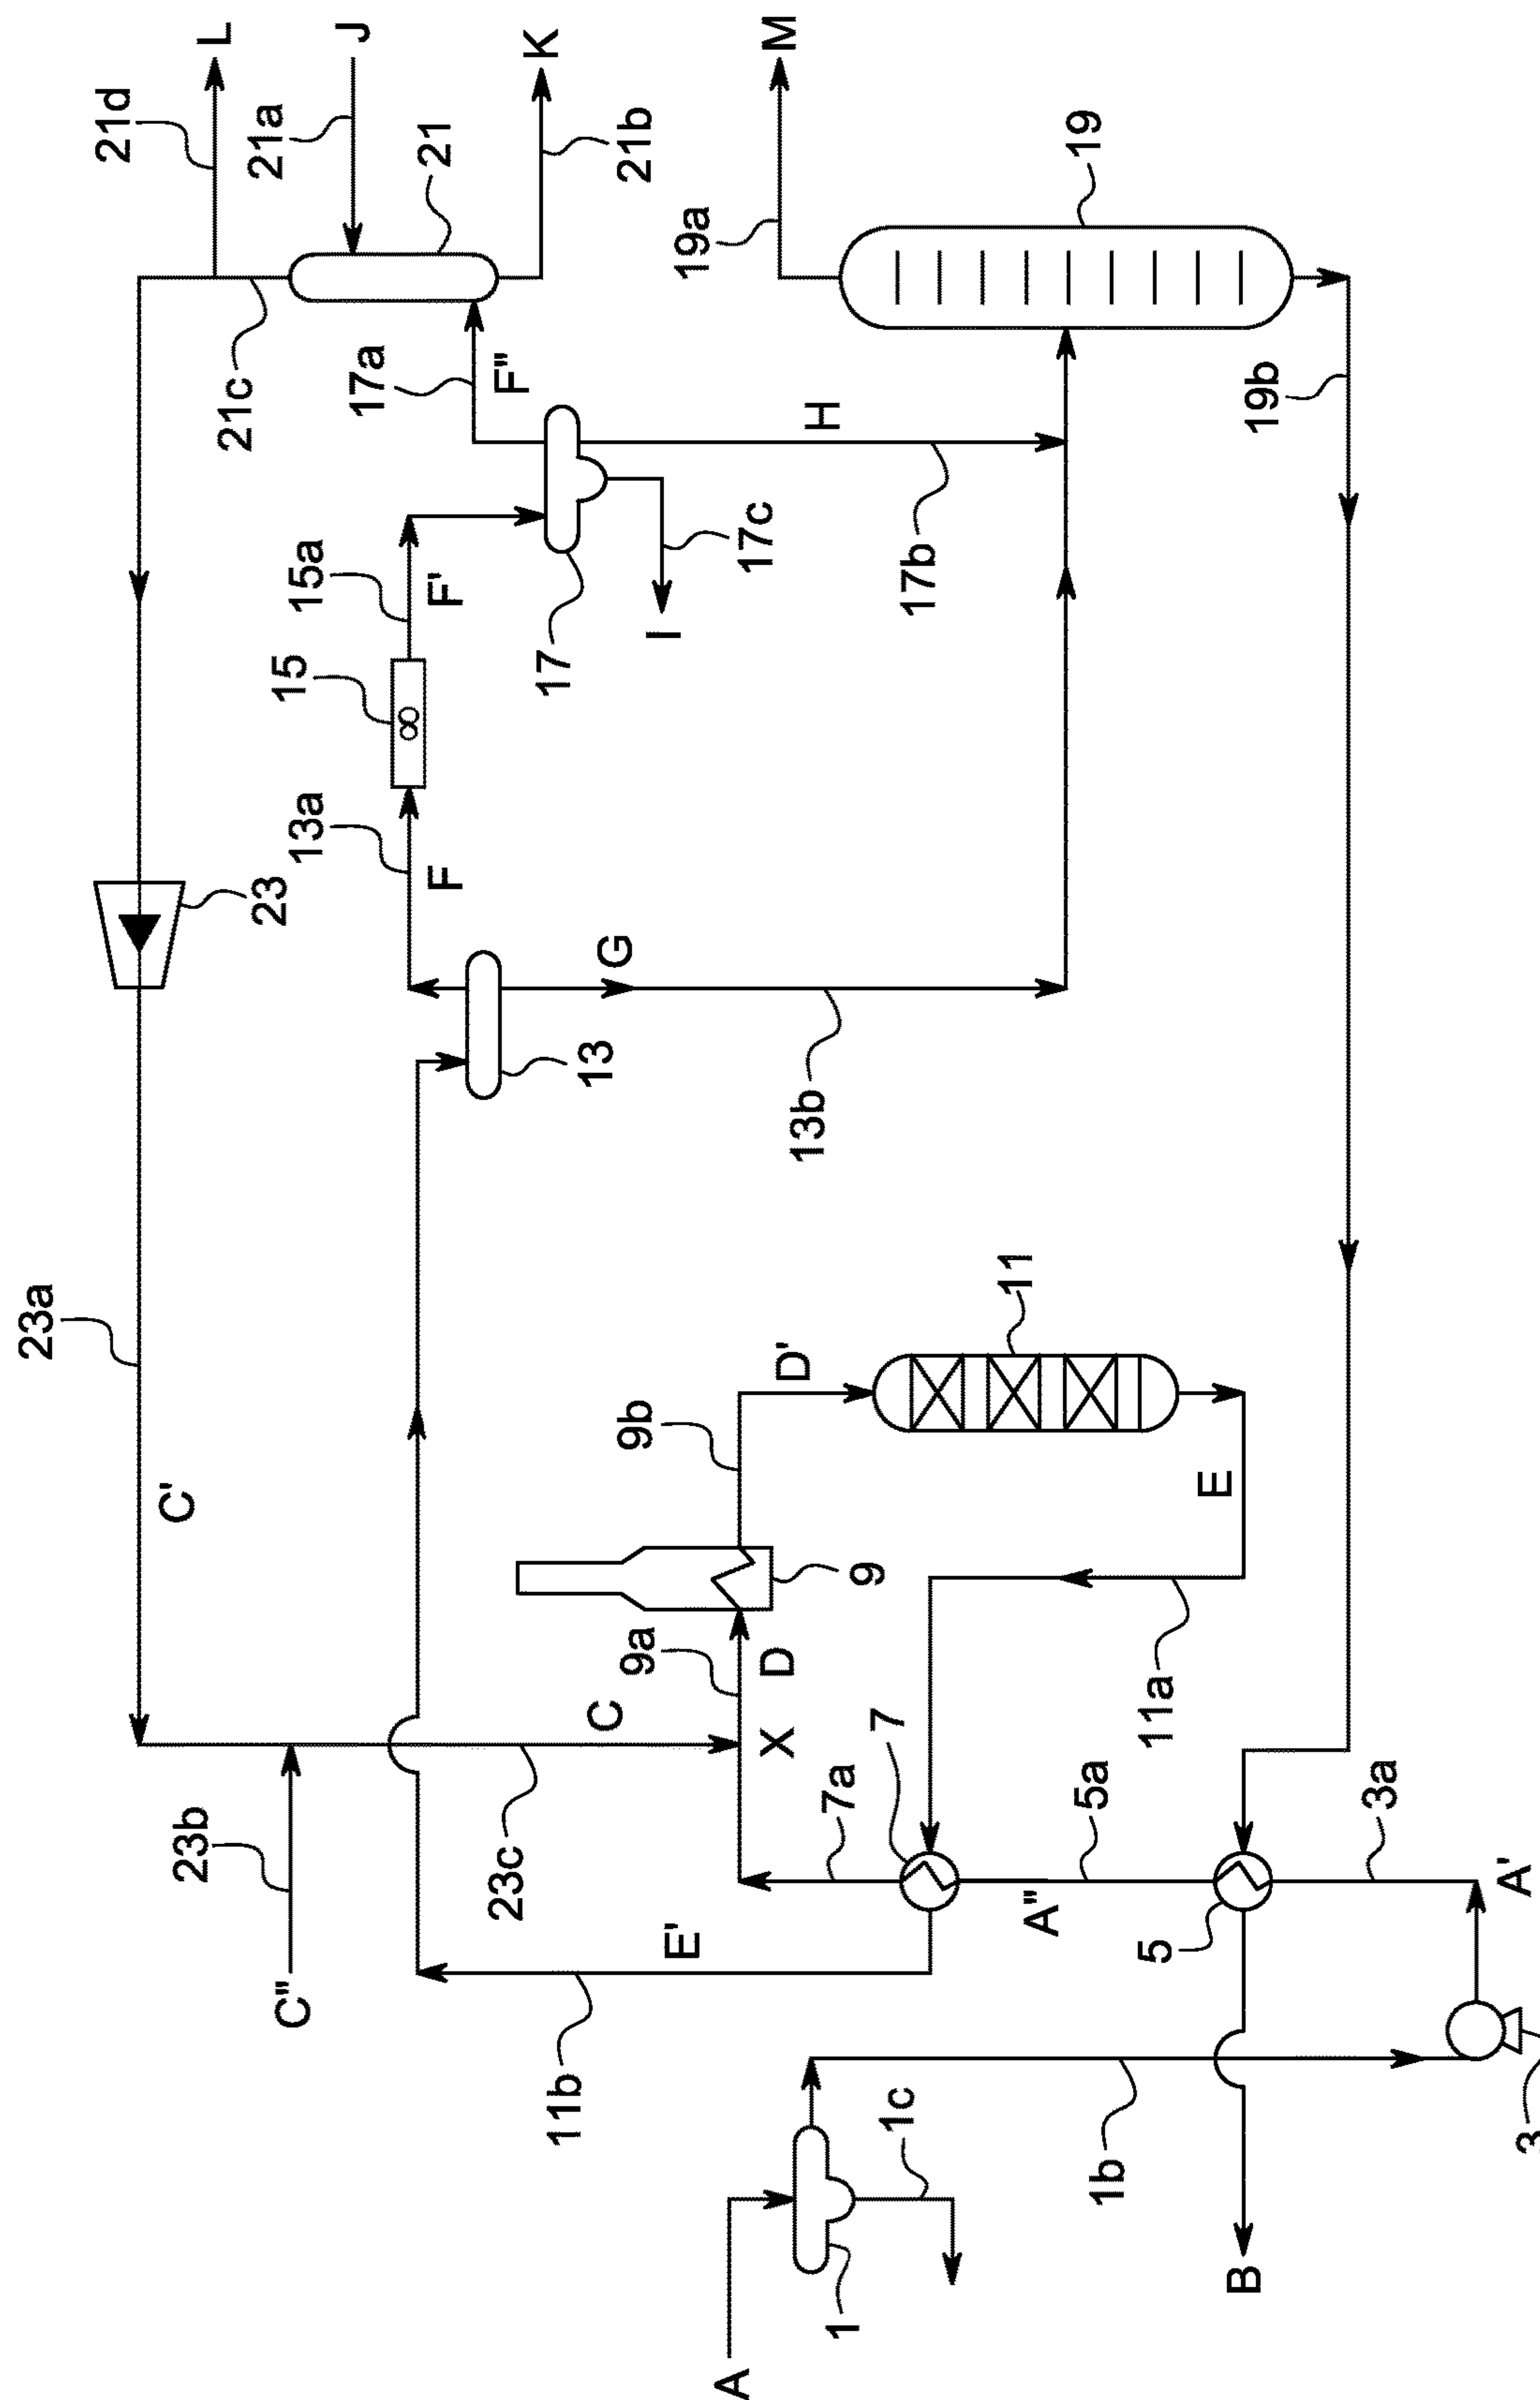 L
J
K
M
21d
21a
21
21b
19a
19
21c
17a
F"
H
19b
15a
F'
17c
17b
15
17
I
13a
F
23
G
13
13b
23a
11
D'
9b
C'
E
9
9a
D
C
X
7
11a
7a
5a
3a
23b
23c
A"
A'
E'
5
C"
11b
1c
1b
3
1
B
A